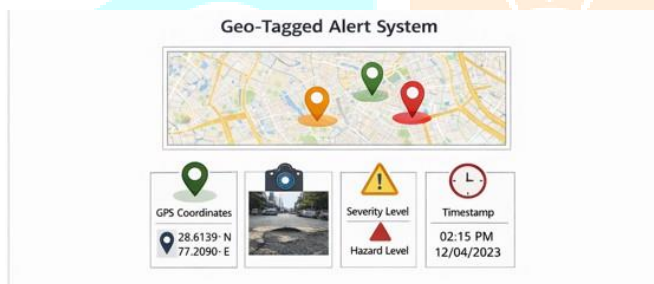 Geo-Tagged Alert System
GPS Coordinates
28.6139· N
77.2090· E
Severity Level
Hazard Level
Timestamp
02:15 PM
12/04/2023